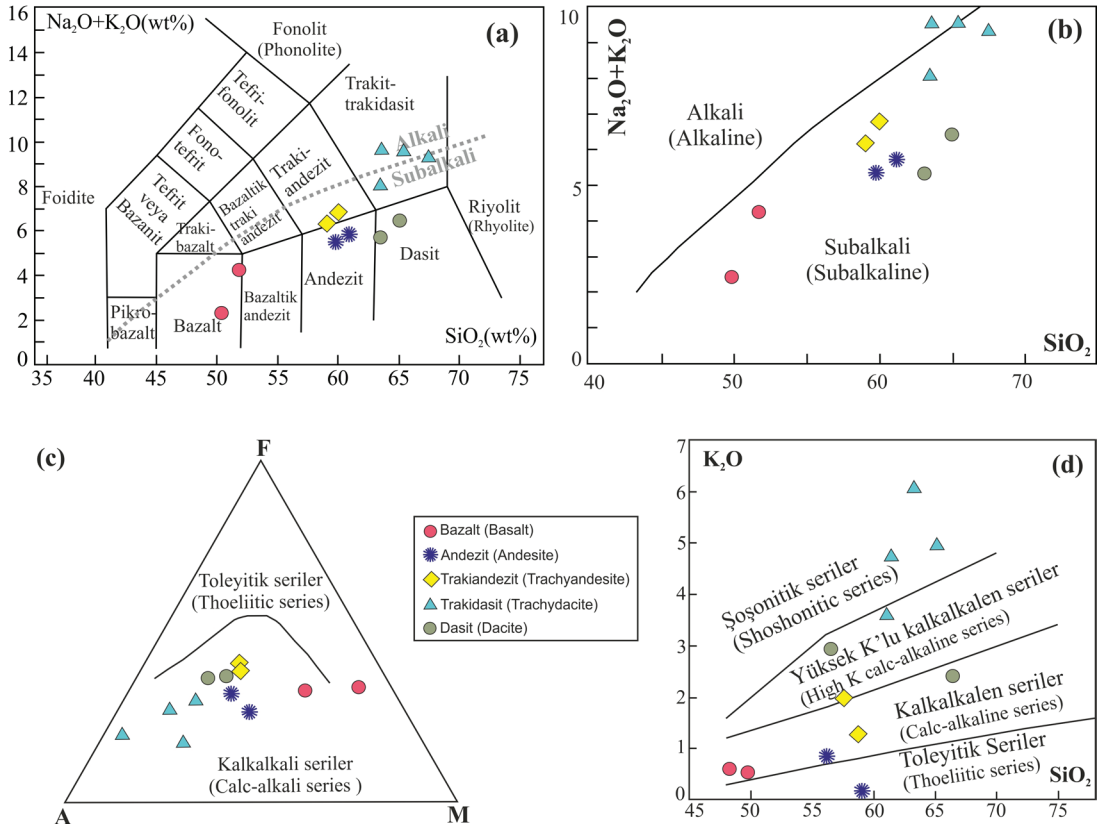 Na₂O+K₂O(wt%)
(a)
16
14
12
10
8
6
4
2
0
35
40
45
50
55
60
65
70
75
SiO₂(wt%)
Foidite
Fonolit
(Phonolite)
Tefri-
fonolit
Fono-
tefrit
Tefrit
veya
Bazanit
Traki-
bazalt
Bazaltik
traki
andezit
Traki-
andezit
Trakit-
trakidasit
Alkali
Subalkali
Riyolit
(Rhyolite)
Dasit
Andezit
Bazaltik
andezit
Bazalt
Pikro-
bazalt
(b)
Na₂O+K₂O
10
5
0
40
50
60
70
SiO₂
Alkali
(Alkaline)
Subalkali
(Subalkaline)
(c)
F
A
M
Toleyitik seriler
(Thoeliitic series)
Kalkalkali seriler
(Calc-alkali series )
Bazalt (Basalt)
Andezit (Andesite)
Trakiandezit (Trachyandesite)
Trakidasit (Trachydacite)
Dasit (Dacite)
(d)
K₂O
7
6
5
4
3
2
1
0
45
50
55
60
65
70
75
SiO₂
Şoşonitik seriler
(Shoshonitic series)
Yüksek K'lu kalkalkalen seriler
(High K calc-alkaline series)
Kalkalkalen seriler
(Calc-alkaline series)
Toleyitik Seriler
(Thoeliitic series)